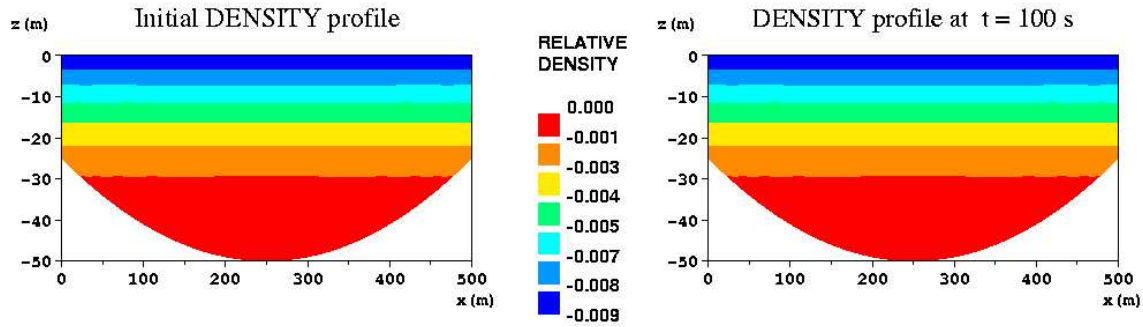 Initial DENSITY profile
z (m)
0
-10
-20
-30
-40
-50
0 100 200 300 400 500
x (m)
RELATIVE
DENSITY
0.000
-0.001
-0.003
-0.004
-0.005
-0.007
-0.008
-0.009
DENSITY profile at t = 100 s
z (m)
0
-10
-20
-30
-40
-50
0 100 200 300 400 500
x (m)